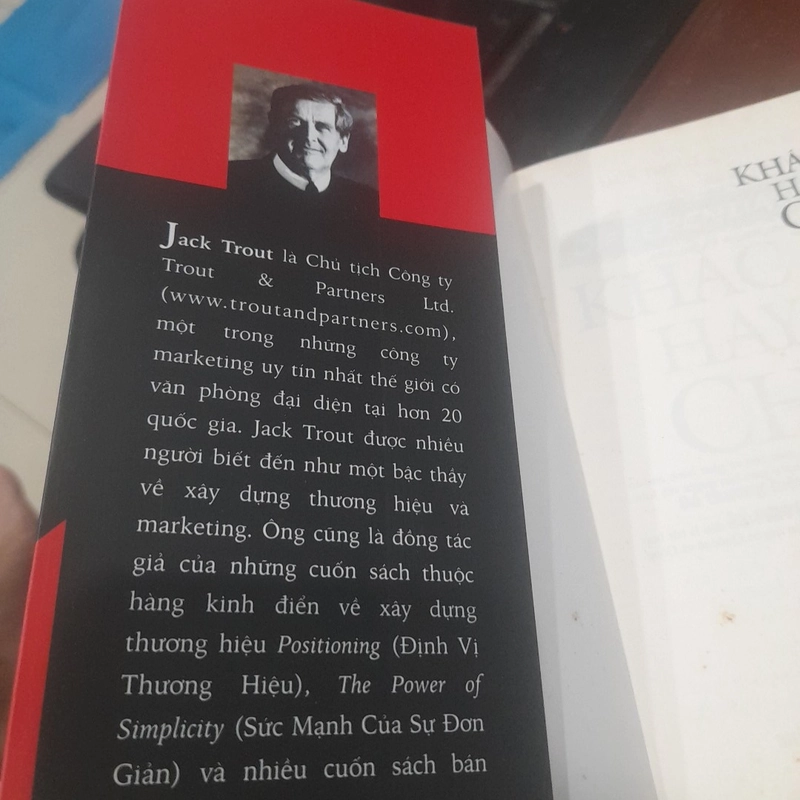 Jack Trout là Chủ tịch Công ty
Trout & Partners Ltd.
(www.troutandpartners.com),
một trong những công ty
marketing uy tín nhất thế giới có
văn phòng đại diện tại hơn 20
quốc gia. Jack Trout được nhiều
người biết đến như một bậc thầy
về xây dựng thương hiệu và
marketing. Ông cũng là đồng tác
giả của những cuốn sách thuộc
hàng kinh điển về xây dựng
thương hiệu Positioning (Định Vị
Thương Hiệu), The Power of
Simplicity (Sức Mạnh Của Sự Đơn
Giản) và nhiều cuốn sách bán